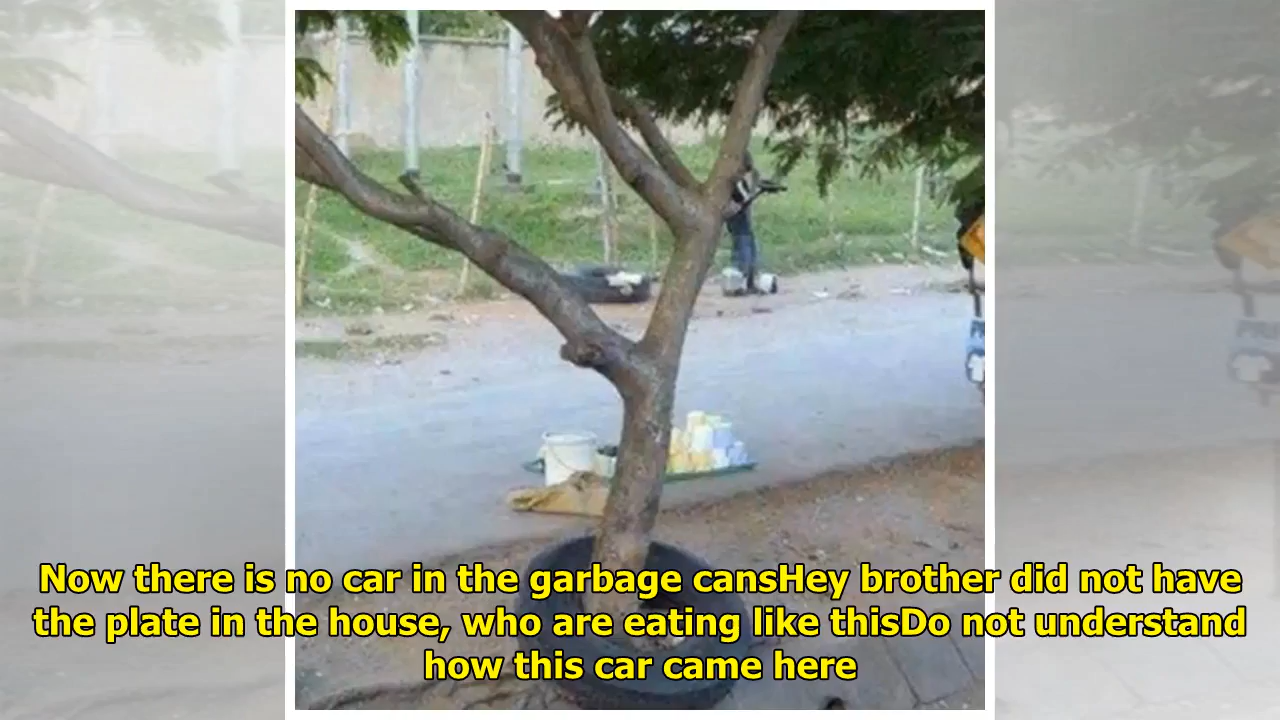 Now there is no car in the garbage cansHey brother did not have
the plate in the house, who are eating like thisDo not understand
how this car came here